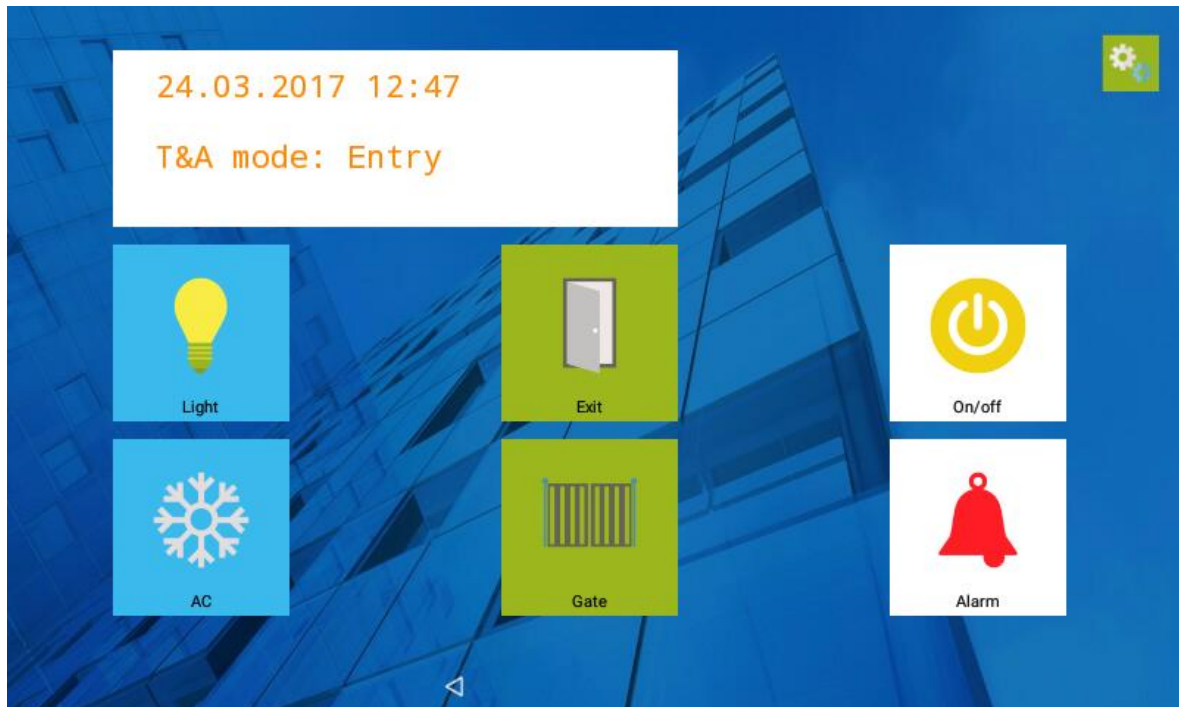 24.03.2017 12:47
T&A mode: Entry
Light
Exit
On/off
AC
Gate
Alarm